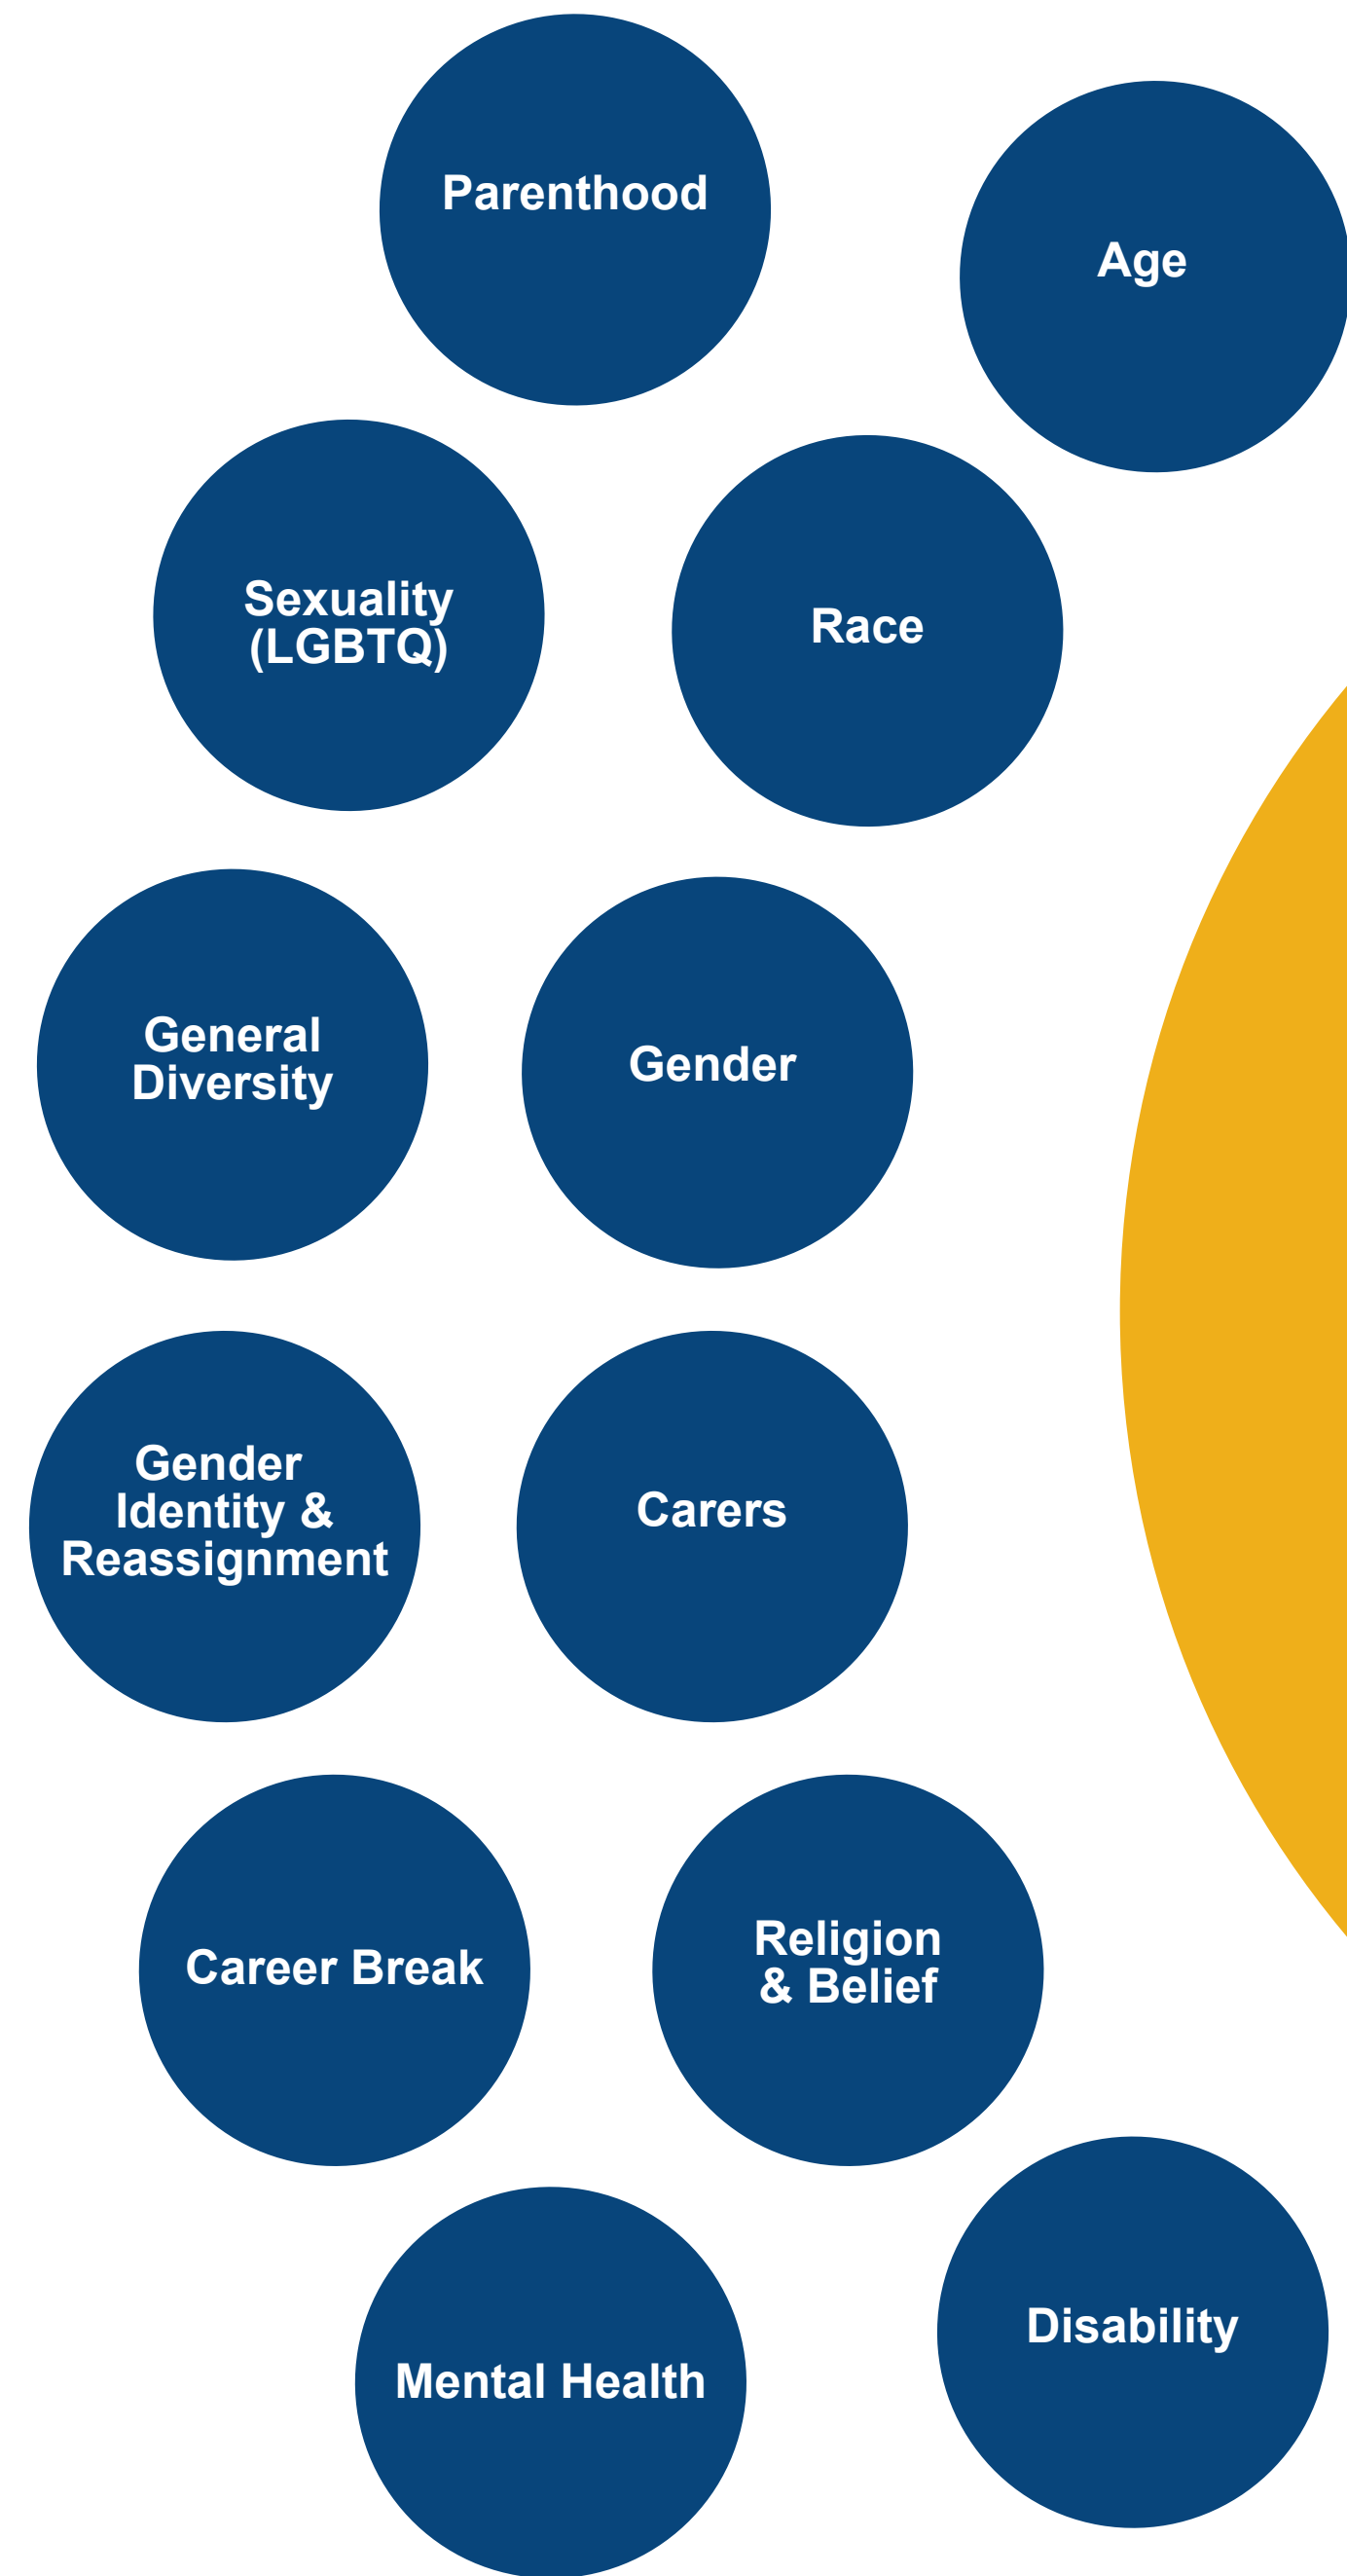 Parenthood
Age
Sexuality
(LGBTQ)
Race
General
Diversity
Gender
Gender
Identity &
Reassignment
Carers
Career Break
Religion
& Belief
Disability
Mental Health